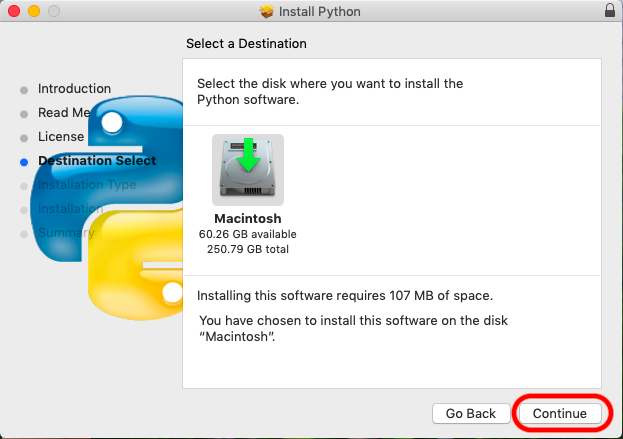 Install Python
Select a Destination
Introduction
Read Me
License
Destination Select
Installation Type
Installation
Summary
Select the disk where you want to install the
Python software.
Macintosh
60.26 GB available
250.79 GB total
Installing this software requires 107 MB of space.
You have chosen to install this software on the disk
“Macintosh”.
Go Back
Continue